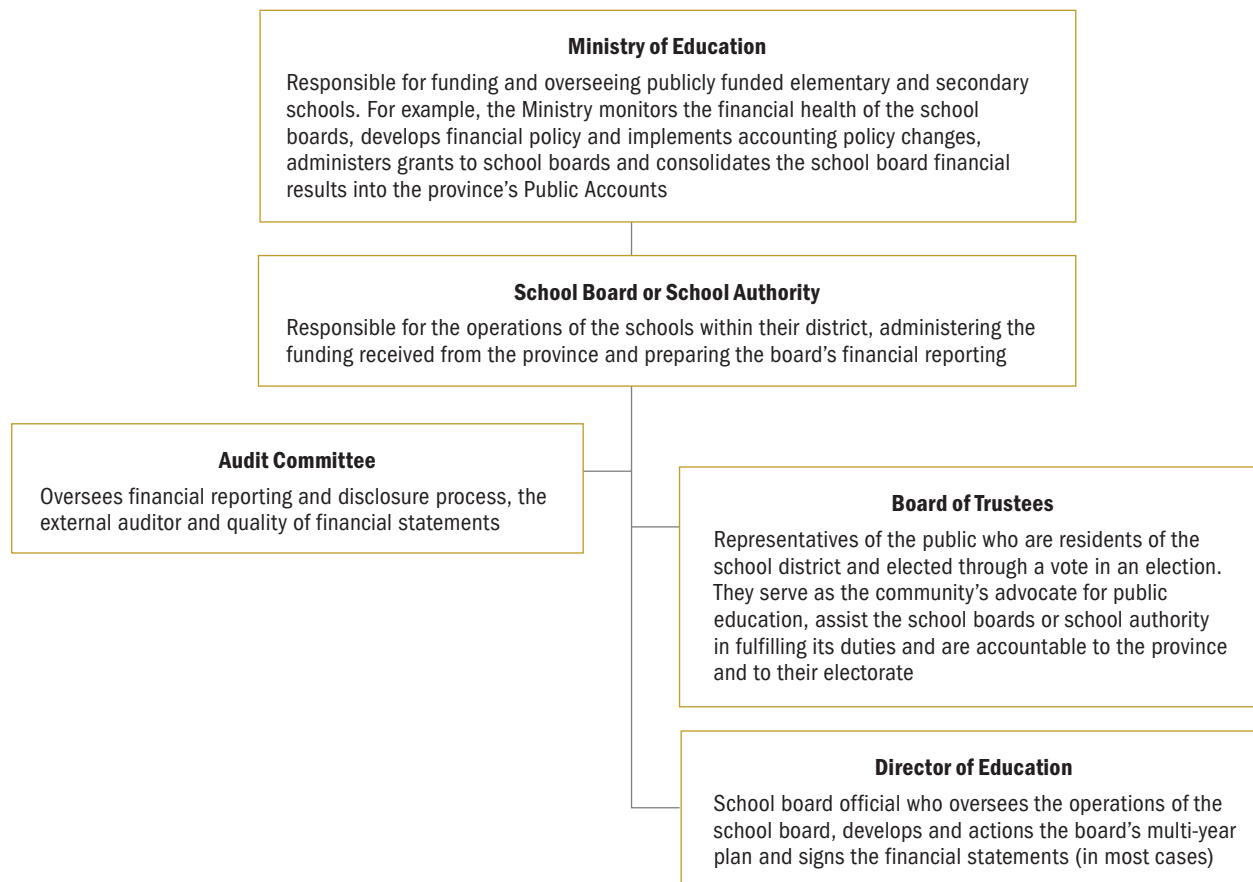 Ministry of Education
Responsible for funding and overseeing publicly funded elementary and secondary
schools. For example, the Ministry monitors the financial health of the school
boards, develops financial policy and implements accounting policy changes,
administers grants to school boards and consolidates the school board financial
results into the province’s Public Accounts
School Board or School Authority
Responsible for the operations of the schools within their district, administering the
funding received from the province and preparing the board’s financial reporting
Audit Committee
Oversees financial reporting and disclosure process, the
external auditor and quality of financial statements
Board of Trustees
Representatives of the public who are residents of the
school district and elected through a vote in an election.
They serve as the community’s advocate for public
education, assist the school boards or school authority
in fulfilling its duties and are accountable to the province
and to their electorate
Director of Education
School board official who oversees the operations of the
school board, develops and actions the board’s multi-year
plan and signs the financial statements (in most cases)